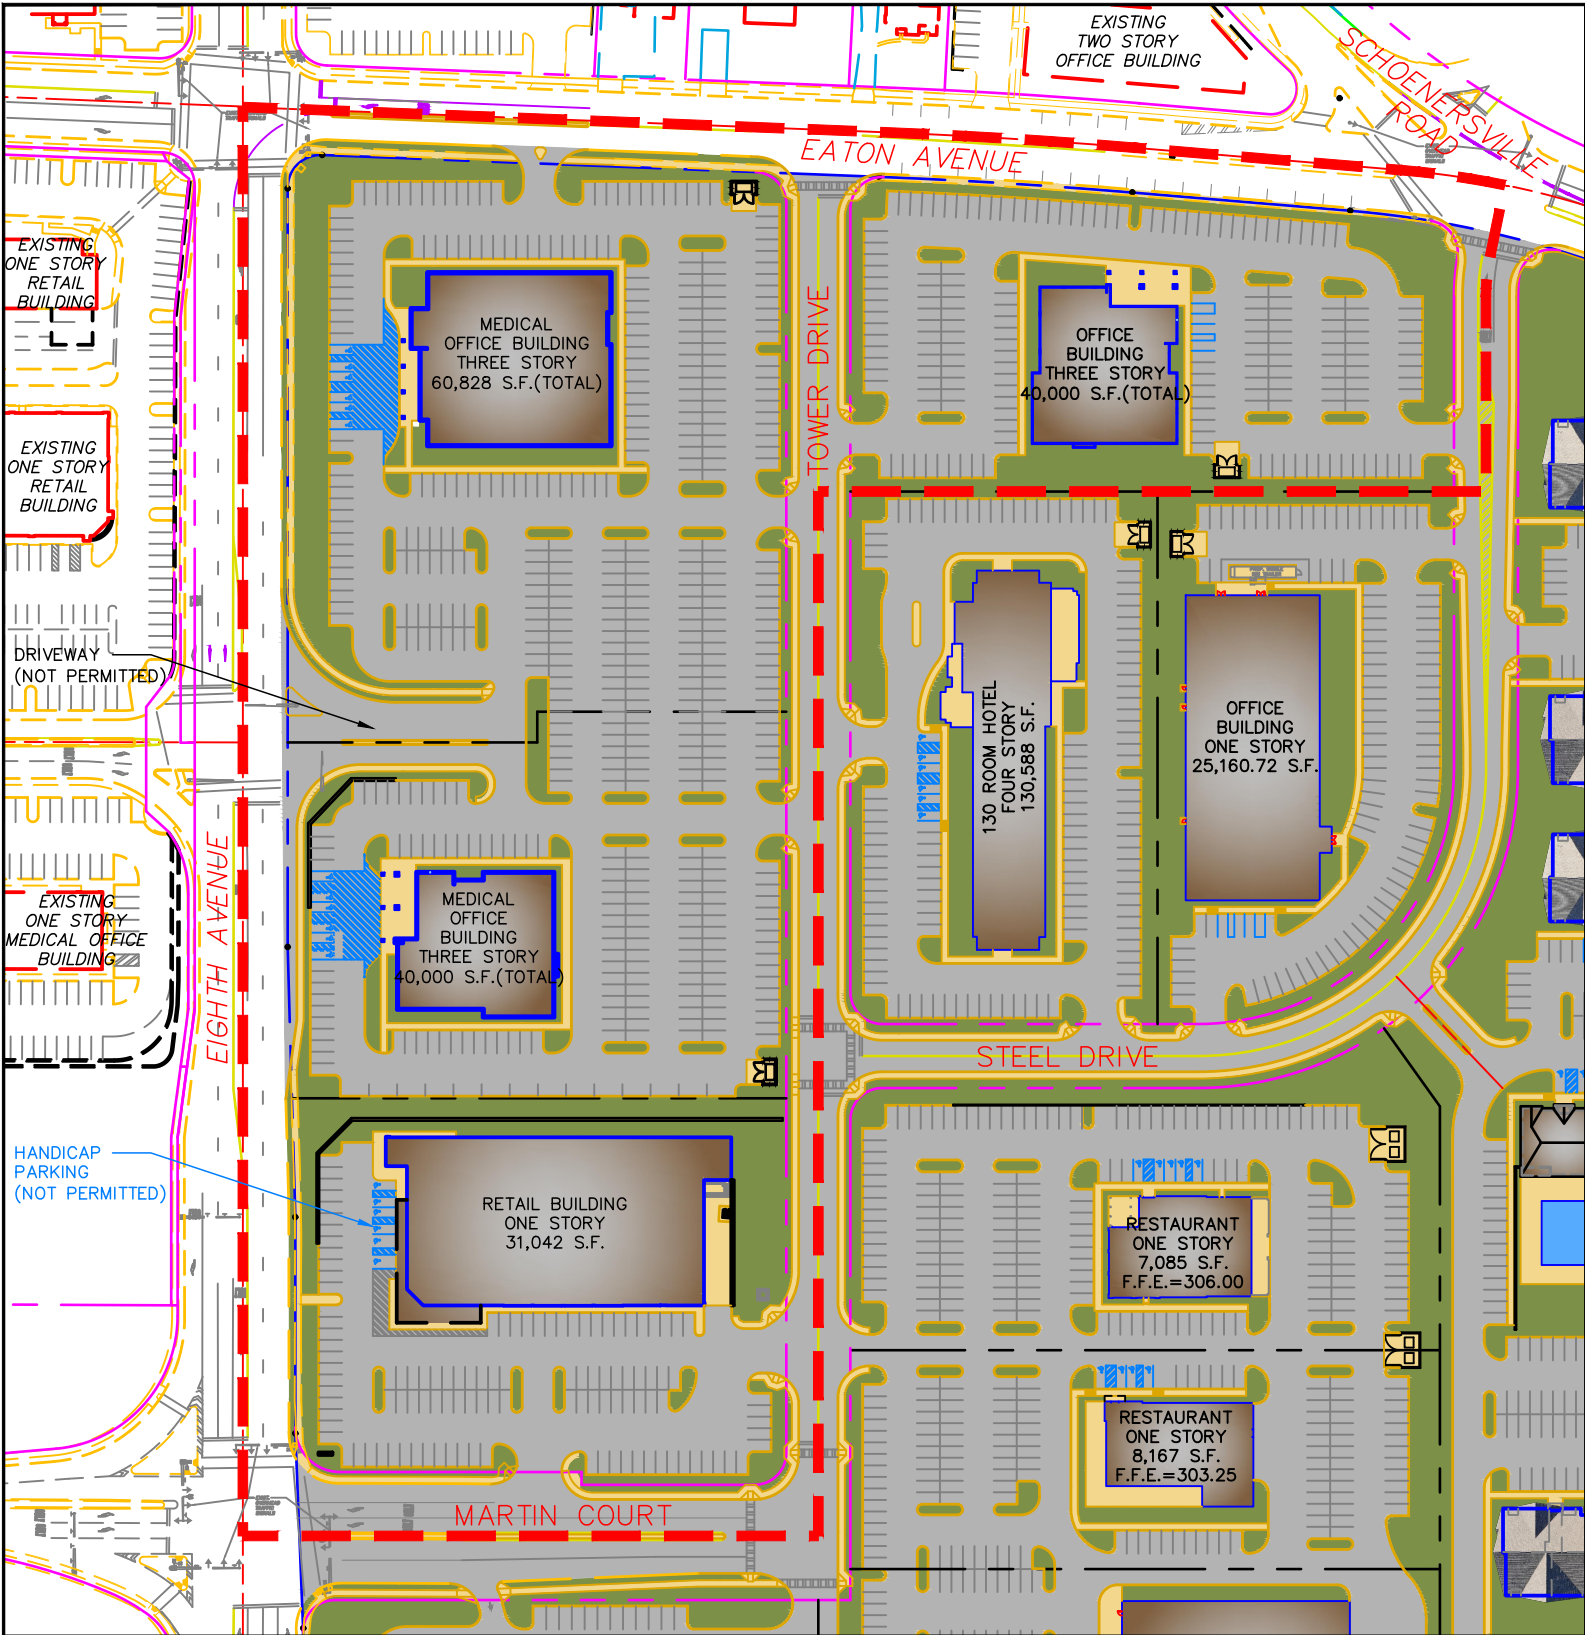 EXISTING
TWO STORY
OFFICE BUILDING
SCHOENERSVILLE
ROAD
EATON AVENUE
EXISTING
ONE STORY
RETAIL
BUILDING
MEDICAL
OFFICE BUILDING
THREE STORY
60,828 S.F.(TOTAL)
TOWER DRIVE
OFFICE
BUILDING
THREE STORY
40,000 S.F.(TOTAL)
EXISTING
ONE STORY
RETAIL
BUILDING
DRIVEWAY
(NOT PERMITTED)
130 ROOM HOTEL
FOUR STORY
130,588 S.F.
OFFICE
BUILDING
ONE STORY
25,160.72 S.F.
EIGHTH AVENUE
EXISTING
ONE STORY
MEDICAL OFFICE
BUILDING
MEDICAL
OFFICE
BUILDING
THREE STORY
40,000 S.F.(TOTAL)
STEEL DRIVE
HANDICAP
PARKING
(NOT PERMITTED)
RETAIL BUILDING
ONE STORY
31,042 S.F.
RESTAURANT
ONE STORY
7,085 S.F.
F.F.E.=306.00
RESTAURANT
ONE STORY
8,167 S.F.
F.F.E.=303.25
MARTIN COURT